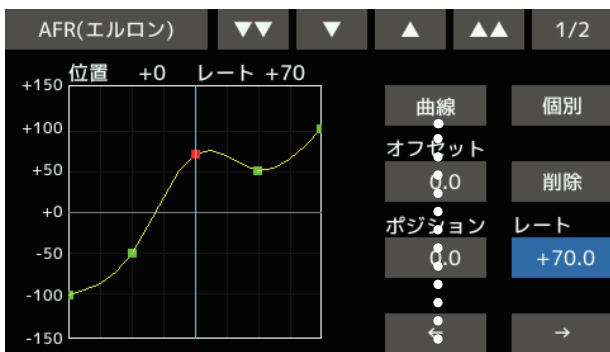 AFR(エルロン) ▼▼ ▼ ▲ ▲▲ 1/2
位置 +0 レート +70
+150
+100
+50
+0
-50
-100
-150
曲線 個別
オフセット
0.0 削除
ポジション レート
0.0 +70.0
← →